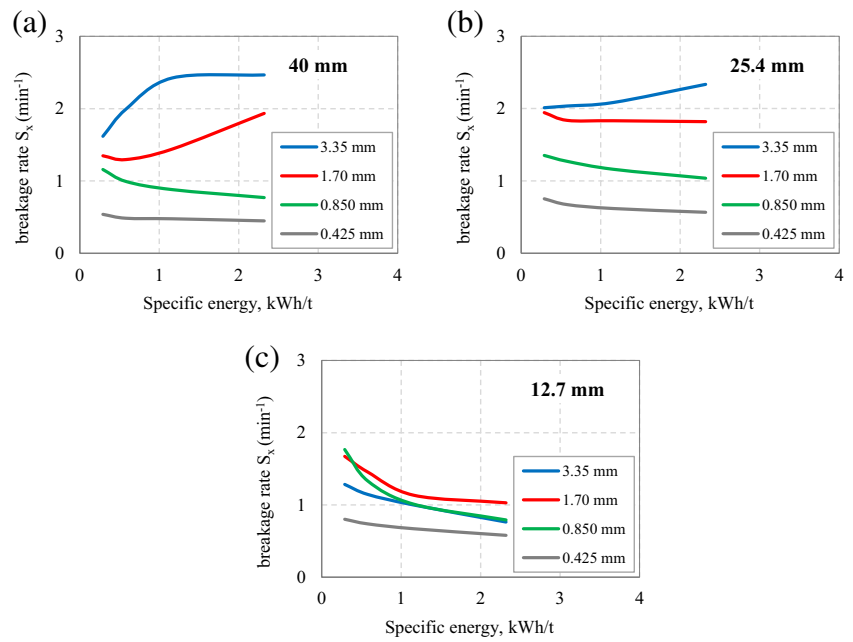 (a)
3
2
1
0
breakage rate Sx (min-1)
40 mm
3.35 mm
1.70 mm
0.850 mm
0.425 mm
0 1 2 3 4
Specific energy, kWh/t
(b)
3
2
1
0
breakage rate Sx (min-1)
25.4 mm
3.35 mm
1.70 mm
0.850 mm
0.425 mm
0 1 2 3 4
Specific energy, kWh/t
(c)
3
2
1
0
breakage rate Sx (min-1)
12.7 mm
3.35 mm
1.70 mm
0.850 mm
0.425 mm
0 1 2 3 4
Specific energy, kWh/t